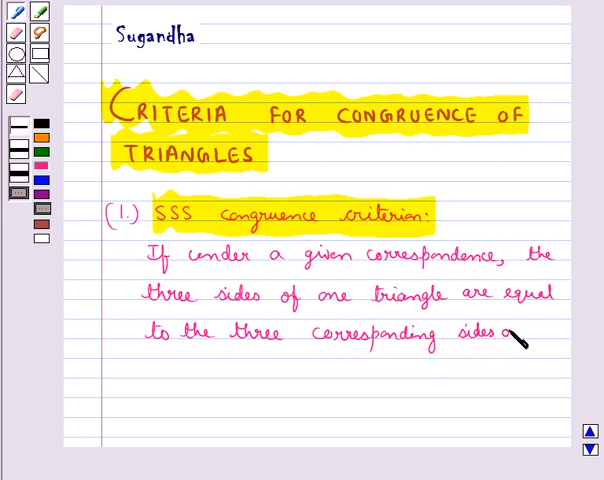 Sugandha
CRITERIA FOR CONGRUENCE OF
TRIANGLES
(1.) SSS congruence criterion:
If under a given correspondence, the
three sides of one triangle are equal
to the three corresponding sides o